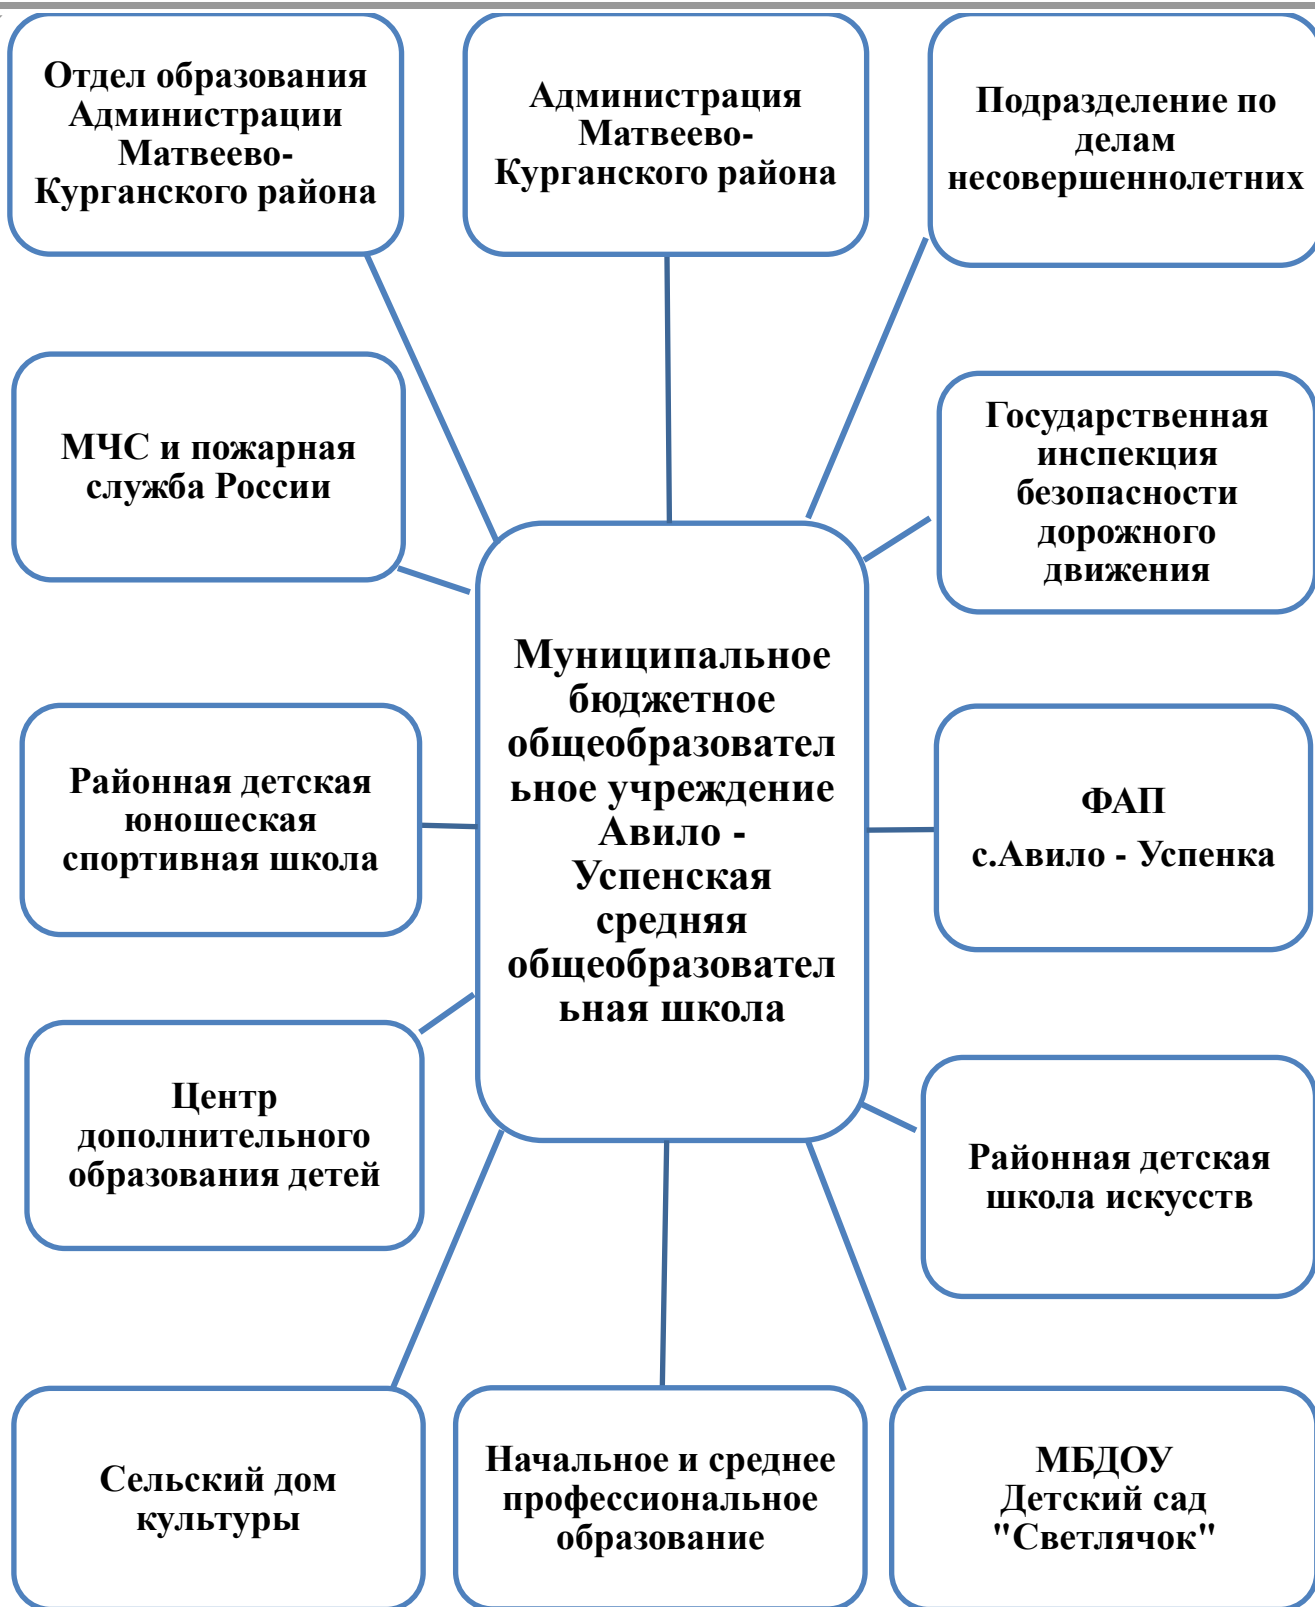 Отдел образования
Администрации
Матвеево-
Курганского района
Администрация
Матвеево-
Курганского района
Подразделение по
делам
несовершеннолетних
МЧС и пожарная
служба России
Государственная
инспекция
безопасности
дорожного
движения
Муниципальное
бюджетное
общеобразовател
ьное учреждение
Авило -
Успенская
средняя
общеобразовател
ьная школа
Районная детская
юношеская
спортивная школа
ФАП
с.Авило - Успенка
Центр
дополнительного
образования детей
Районная детская
школа искусств
Сельский дом
культуры
Начальное и среднее
профессиональное
образование
МБДОУ
Детский сад
"Светлячок"